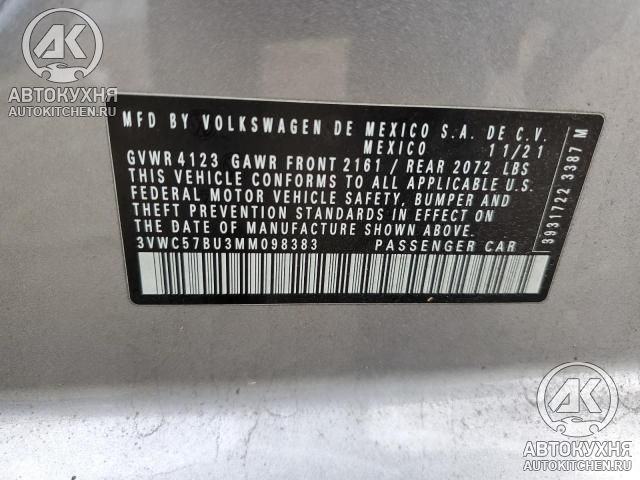 АВТОКУХНЯ
AUTOKITCHEN.RU
MFD BY VOLKSWAGEN DE MEXICO S.A. DE C.V.
MEXICO 11/21
GVWR 4123 GAWR FRONT 2161 / REAR 2072 LBS
THIS VEHICLE CONFORMS TO ALL APPLICABLE U.S.
FEDERAL MOTOR VEHICLE SAFETY, BUMPER AND
THEFT PREVENTION STANDARDS IN EFFECT ON
THE DATE OF MANUFACTURE SHOWN ABOVE.
3VWC57BU3MM098383 PASSENGER CAR
3931722 3387 M
АВТОКУХНЯ
AUTOKITCHEN.RU